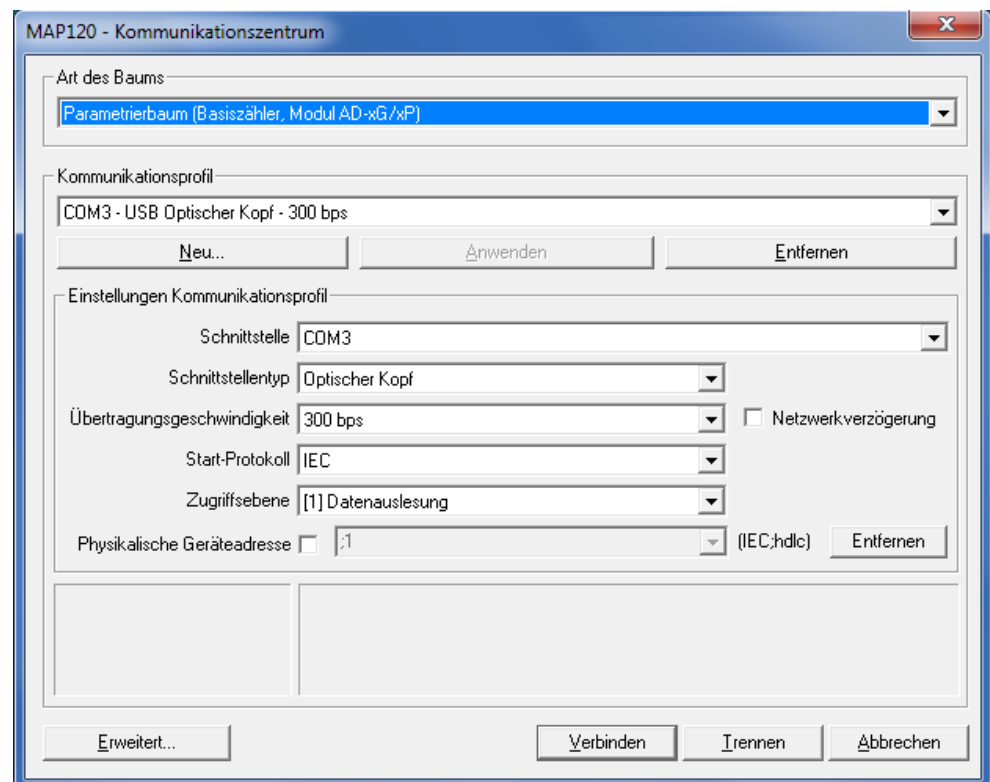 MAP120 - Kommunikationszentrum
Art des Baums
Parametrierbaum (Basiszähler, Modul AD-xG/xP)
Kommunikationsprofil
COM3 - USB Optischer Kopf - 300 bps
Neu... Anwenden Entfernen
Einstellungen Kommunikationsprofil
Schnittstelle COM3
Schnittstellentyp Optischer Kopf
Übertragungsgeschwindigkeit 300 bps Netzwerkverzögerung
Start-Protokoll IEC
Zugriffsebene [1] Datenauslesung
Physikalische Geräteadresse ;1 (IEC;hdlc) Entfernen
Erweitert... Verbinden Trennen Abbrechen